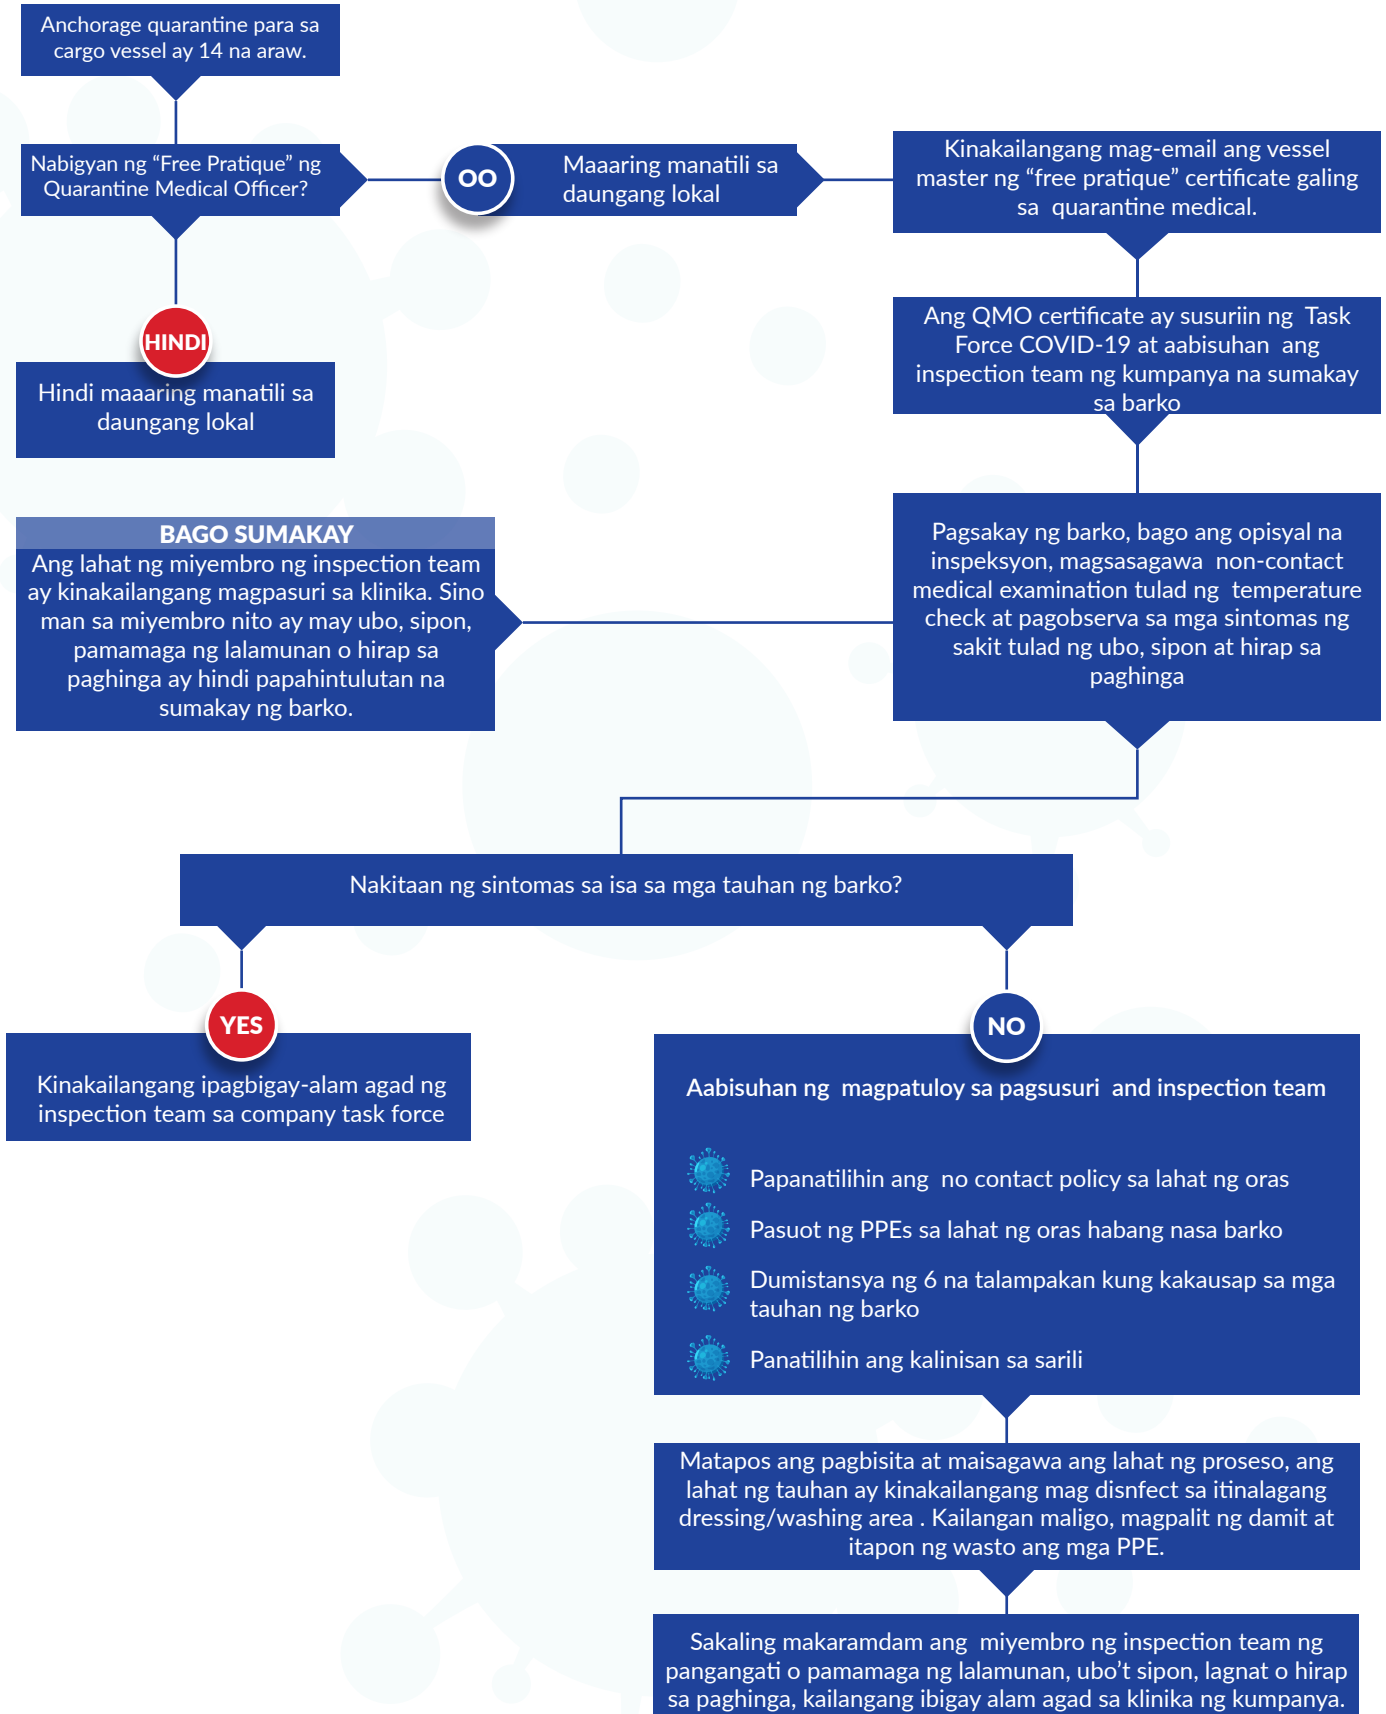 Anchorage quarantine para sa
cargo vessel ay 14 na araw.
Nabigyan ng “Free Pratique” ng
Quarantine Medical Officer?
OO
Maaaring manatili sa
daungang lokal
Kinakailangang mag-email ang vessel
master ng “free pratique” certificate galing
sa quarantine medical.
HINDI
Hindi maaaring manatili sa
daungang lokal
Ang QMO certificate ay susuriin ng Task
Force COVID-19 at aabisuhan ang
inspection team ng kumpanya na sumakay
sa barko
BAGO SUMAKAY
Ang lahat ng miyembro ng inspection team
ay kinakailangang magpasuri sa klinika. Sino
man sa miyembro nito ay may ubo, sipon,
pamamaga ng lalamunan o hirap sa
paghinga ay hindi papahintulutan na
sumakay ng barko.
Pagsakay ng barko, bago ang opisyal na
inspeksyon, magsasagawa non-contact
medical examination tulad ng temperature
check at pagobserva sa mga sintomas ng
sakit tulad ng ubo, sipon at hirap sa
paghinga
Nakitaan ng sintomas sa isa sa mga tauhan ng barko?
YES
Kinakailangang ipagbigay-alam agad ng
inspection team sa company task force
NO
Aabisuhan ng magpatuloy sa pagsusuri and inspection team
Papanatilihin ang no contact policy sa lahat ng oras
Pasuot ng PPEs sa lahat ng oras habang nasa barko
Dumistansya ng 6 na talampakan kung kakausap sa mga
tauhan ng barko
Panatilihin ang kalinisan sa sarili
Matapos ang pagbisita at maisagawa ang lahat ng proseso, ang
lahat ng tauhan ay kinakailangang mag disnfect sa itinalagang
dressing/washing area . Kailangan maligo, magpalit ng damit at
itapon ng wasto ang mga PPE.
Sakaling makaramdam ang miyembro ng inspection team ng
pangangati o pamamaga ng lalamunan, ubo’t sipon, lagnat o hirap
sa paghinga, kailangang ibigay alam agad sa klinika ng kumpanya.